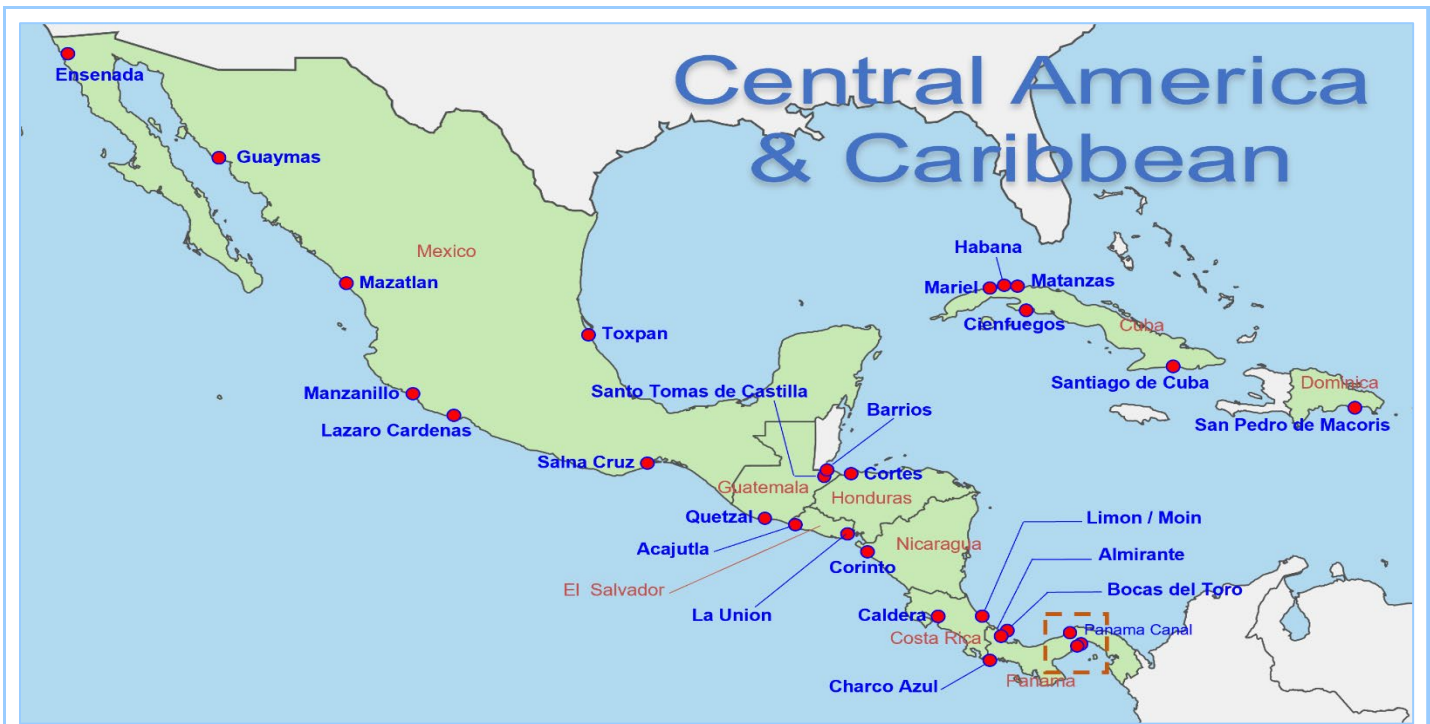 Central America
& Caribbean
Ensenada
Guaymas
Mexico
Mazatlan
Toxpan
Manzanillo
Lazaro Cardenas
Salna Cruz
Habana
Mariel
Matanzas
Cienfuegos
Cuba
Santiago de Cuba
Dominica
San Pedro de Macoris
Santo Tomas de Castilla
Barrios
Cortes
Guatemala
Honduras
Quetzal
Acajutla
El Salvador
La Union
Corinto
Nicaragua
Limon / Moin
Almirante
Bocas del Toro
Caldera
Costa Rica
Panama Canal
Charco Azul
Panama